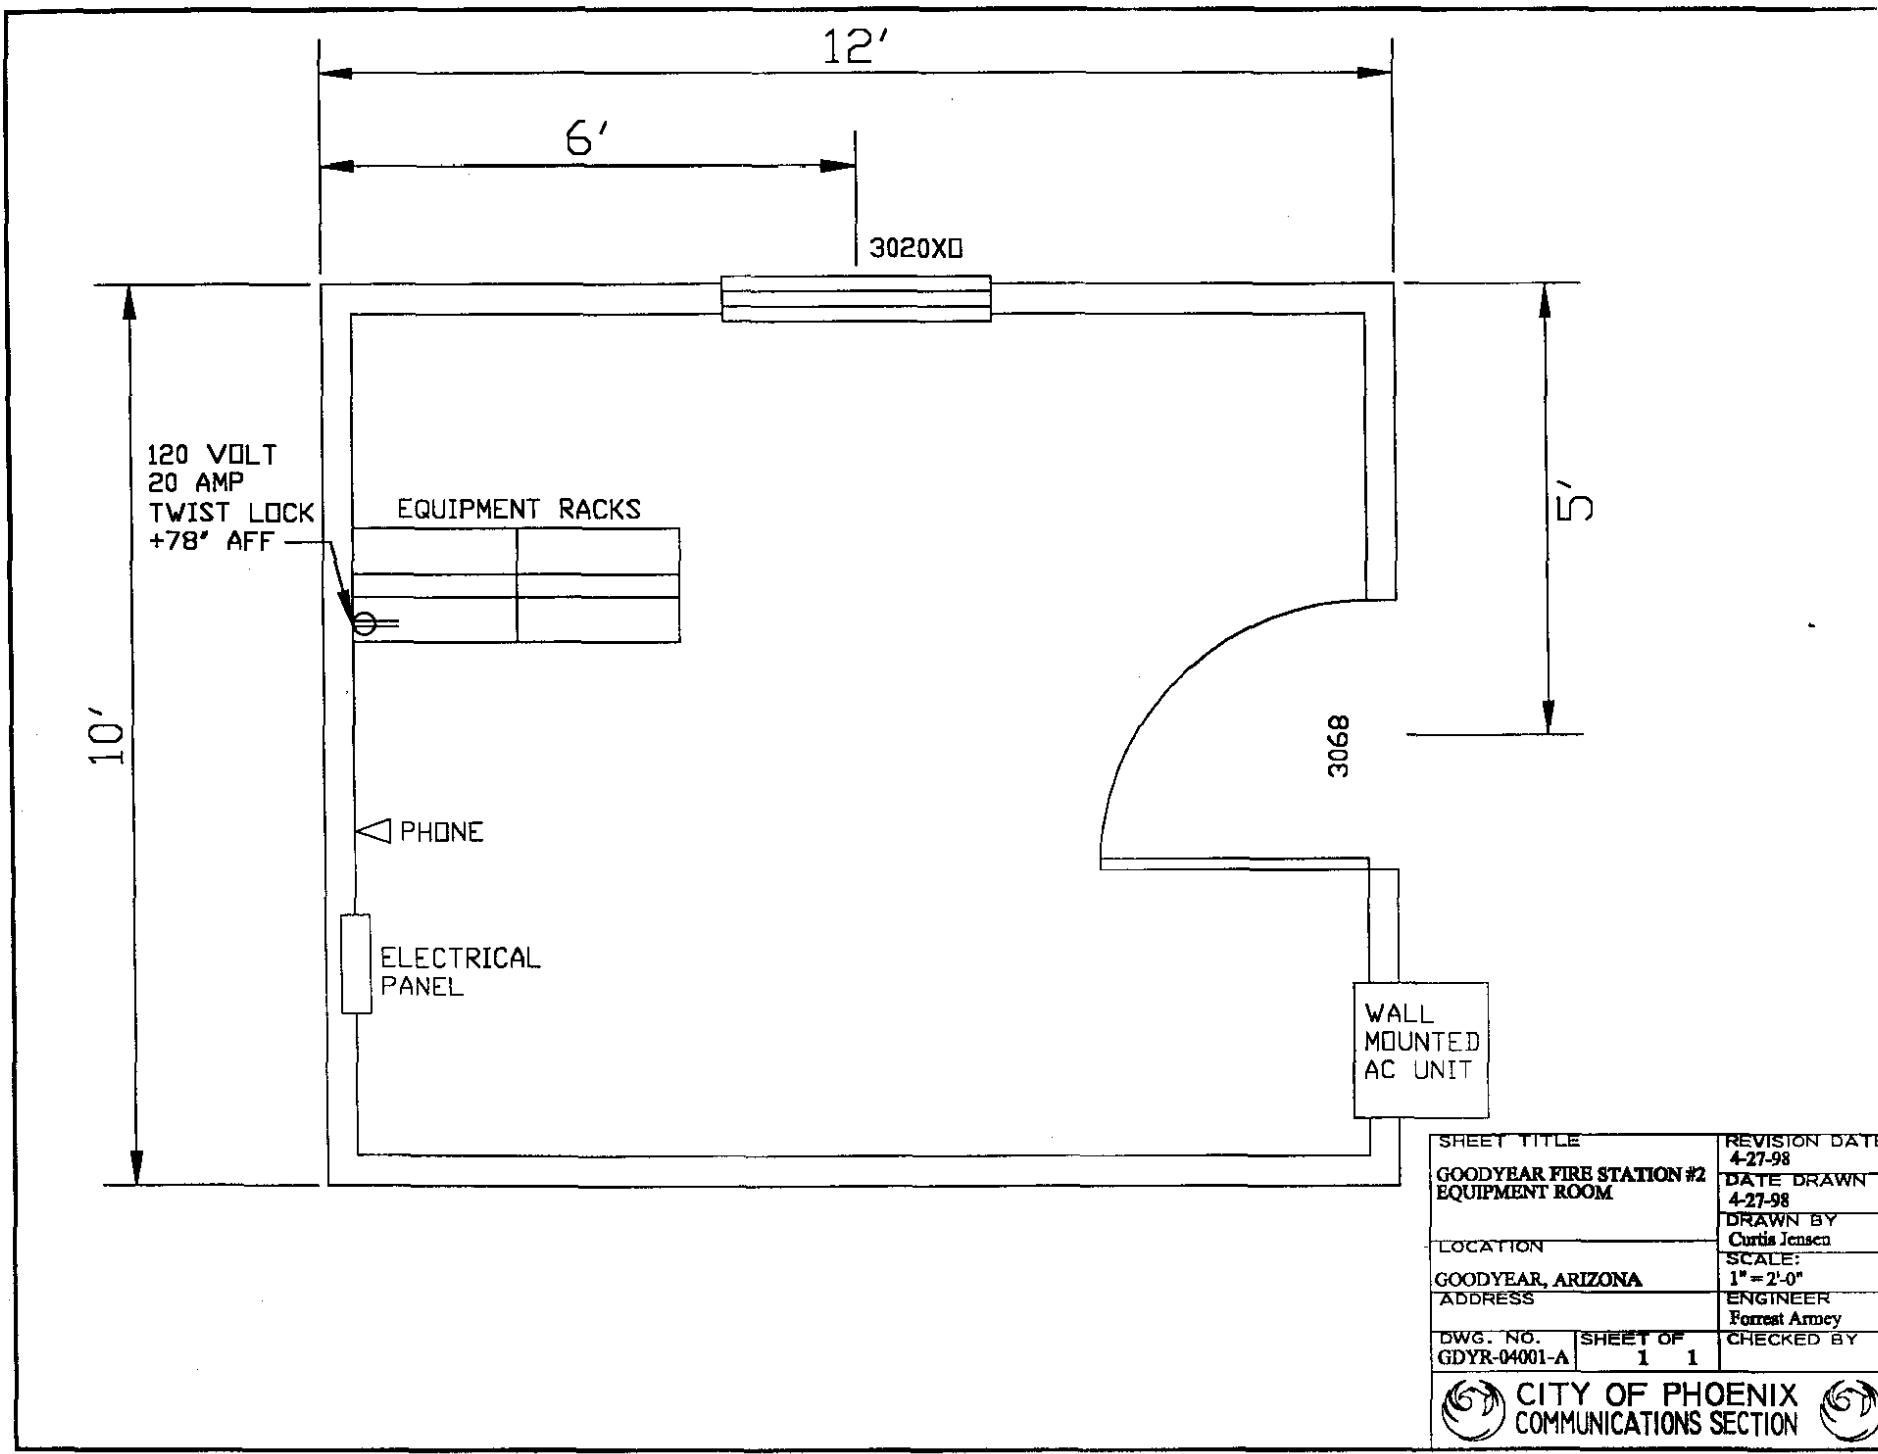 12'
6'
3020XO
120 VOLT
20 AMP
TWIST LOCK
+78" AFF
EQUIPMENT RACKS
5'
10'
3068
PHONE
ELECTRICAL
PANEL
WALL
MOUNTED
AC UNIT
SHEET TITLE
GOODYEAR FIRE STATION #2
EQUIPMENT ROOM
REVISION DATE
4-27-98
DATE DRAWN
4-27-98
DRAWN BY
Curtis Jensen
LOCATION
GOODYEAR, ARIZONA
SCALE:
1" = 2'-0"
ADDRESS
ENGINEER
Forrest Armey
DWG. NO.
GDYR-04001-A
SHEET OF
1 1
CHECKED BY
CITY OF PHOENIX
COMMUNICATIONS SECTION